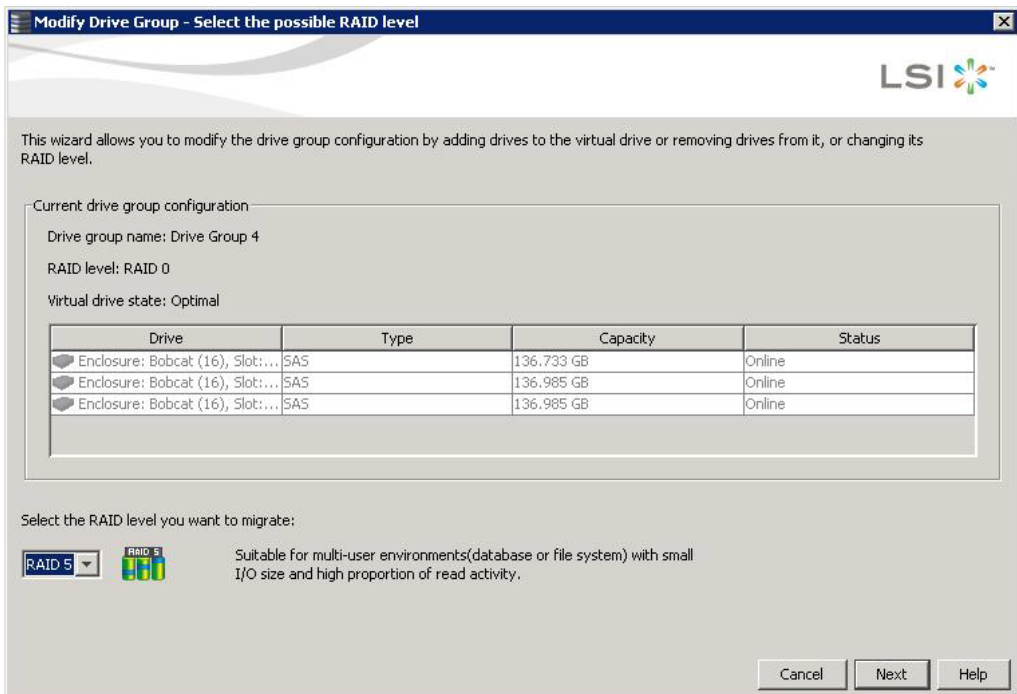 Modify Drive Group - Select the possible RAID level
LSI
This wizard allows you to modify the drive group configuration by adding drives to the virtual drive or removing drives from it, or changing its
RAID level.
Current drive group configuration
Drive group name: Drive Group 4
RAID level: RAID 0
Virtual drive state: Optimal
Drive Type Capacity Status
Enclosure: Bobcat (16), Slot:... SAS 136.733 GB Online
Enclosure: Bobcat (16), Slot:... SAS 136.985 GB Online
Enclosure: Bobcat (16), Slot:... SAS 136.985 GB Online
Select the RAID level you want to migrate:
RAID 5
RAID 5
Suitable for multi-user environments(database or file system) with small
I/O size and high proportion of read activity.
Cancel Next Help